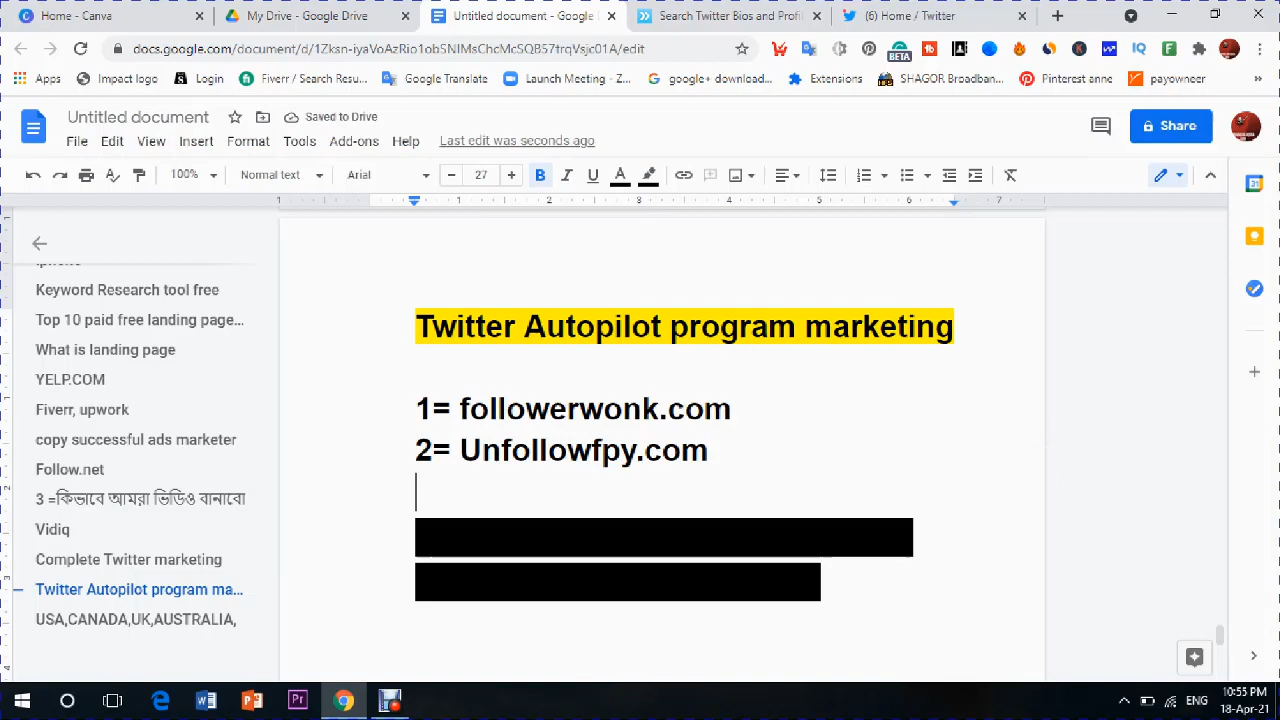 Home - Canva
My Drive - Google Drive
Untitled document - Google
Search Twitter Bios and Profi
(6) Home / Twitter
docs.google.com/document/d/1Zksn-iyaVoAzRio1obSNIMsChcMcSQB57trqVsjc01A/edit
BETA
Apps
Impact logo
Login
Fiverr / Search Resu...
Google Translate
Launch Meeting - Z...
google+ download...
Extensions
SHAGOR Broadban...
Pinterest anne
payowneer
Untitled document
Saved to Drive
File Edit View Insert Format Tools Add-ons Help
Last edit was seconds ago
Share
100%
Normal text
Arial
27
Keyword Research tool free
Top 10 paid free landing page...
What is landing page
YELP.COM
Fiverr, upwork
copy successful ads marketer
Follow.net
3 =কিভাবে আমরা ভিডিও বানাবো
Vidiq
Complete Twitter marketing
Twitter Autopilot program ma...
USA,CANADA,UK,AUSTRALIA,
Twitter Autopilot program marketing
1= followerwonk.com
2= Unfollowfpy.com
ENG
10:55 PM
18-Apr-21